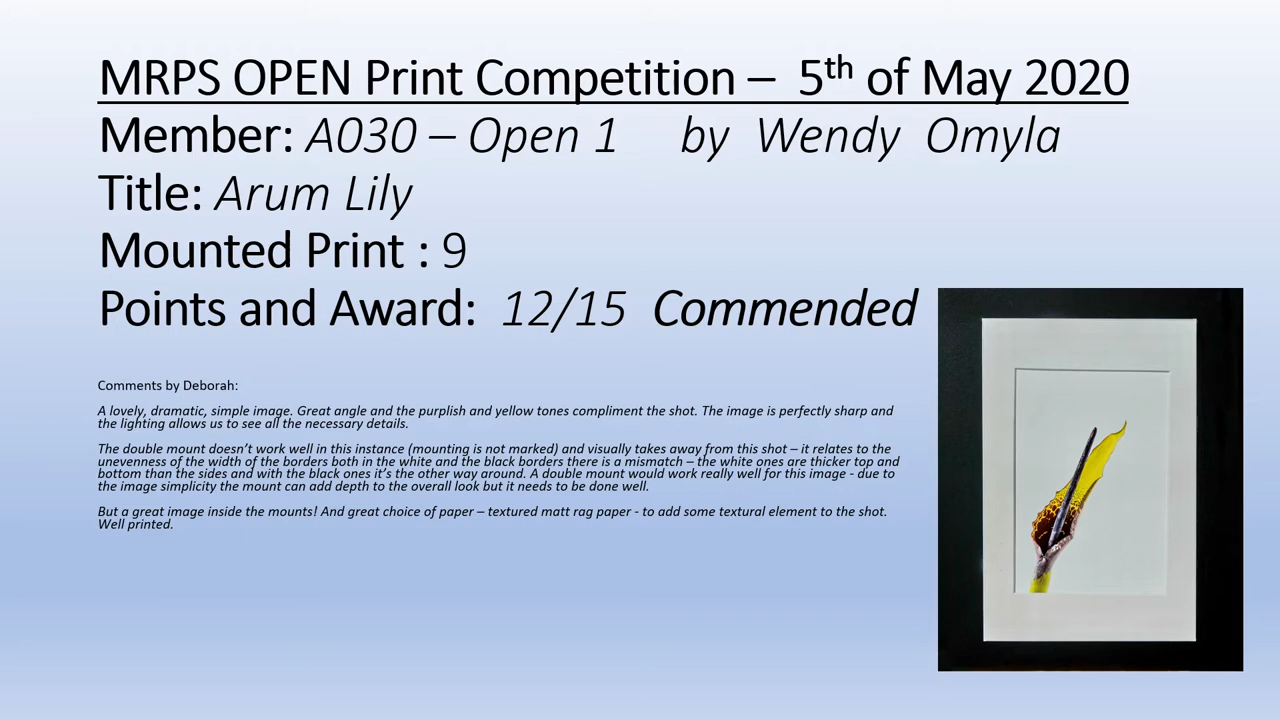 MRPS OPEN Print Competition – 5th of May 2020
Member: A030 – Open 1 by Wendy Omyla
Title: Arum Lily
Mounted Print : 9
Points and Award: 12/15 Commended
Comments by Deborah:
A lovely, dramatic, simple image. Great angle and the purplish and yellow tones compliment the shot. The image is perfectly sharp and
the lighting allows us to see all the necessary details.
The double mount doesn’t work well in this instance (mounting is not marked) and visually takes away from this shot – it relates to the
unevenness of the width of the borders both in the white and the black borders there is a mismatch – the white ones are thicker top and
bottom than the sides and with the black ones it’s the other way around. A double mount would work really well for this image - due to
the image simplicity the mount can add depth to the overall look but it needs to be done well.
But a great image inside the mounts! And great choice of paper – textured matt rag paper - to add some textural element to the shot.
Well printed.